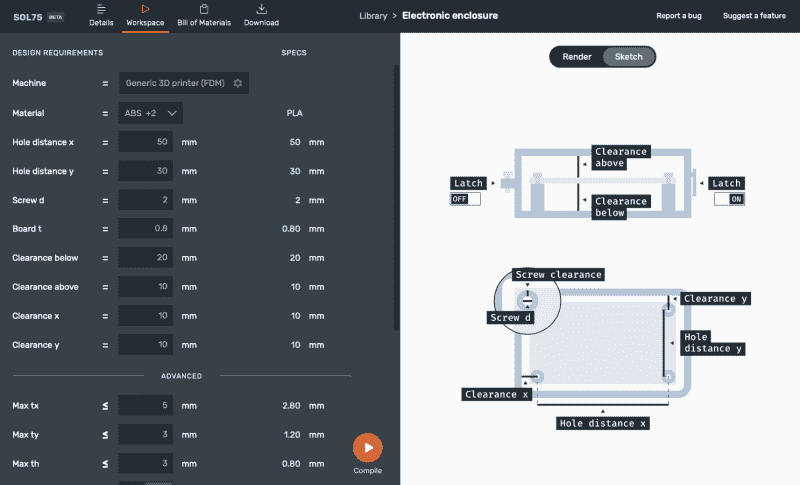 SOL75 BETA
Details
Workspace
Bill of Materials
Download
Library > Electronic enclosure
Report a bug
Suggest a feature
DESIGN REQUIREMENTS
SPECS
Machine = Generic 3D printer (FDM)
Material = ABS +2 PLA
Hole distance x = 50 mm 50 mm
Hole distance y = 30 mm 30 mm
Screw d = 2 mm 2 mm
Board t = 0.8 mm 0.80 mm
Clearance below = 20 mm 20 mm
Clearance above = 10 mm 10 mm
Clearance x = 10 mm 10 mm
Clearance y = 10 mm 10 mm
ADVANCED
Max tx ≤ 5 mm 2.80 mm
Max ty ≤ 3 mm 1.20 mm
Max th ≤ 3 mm 0.80 mm
Compile
Render
Sketch
Clearance
above
Latch
OFF
Clearance
below
Latch
ON
Screw clearance
Screw d
Clearance y
Hole
distance y
Clearance x
Hole distance x